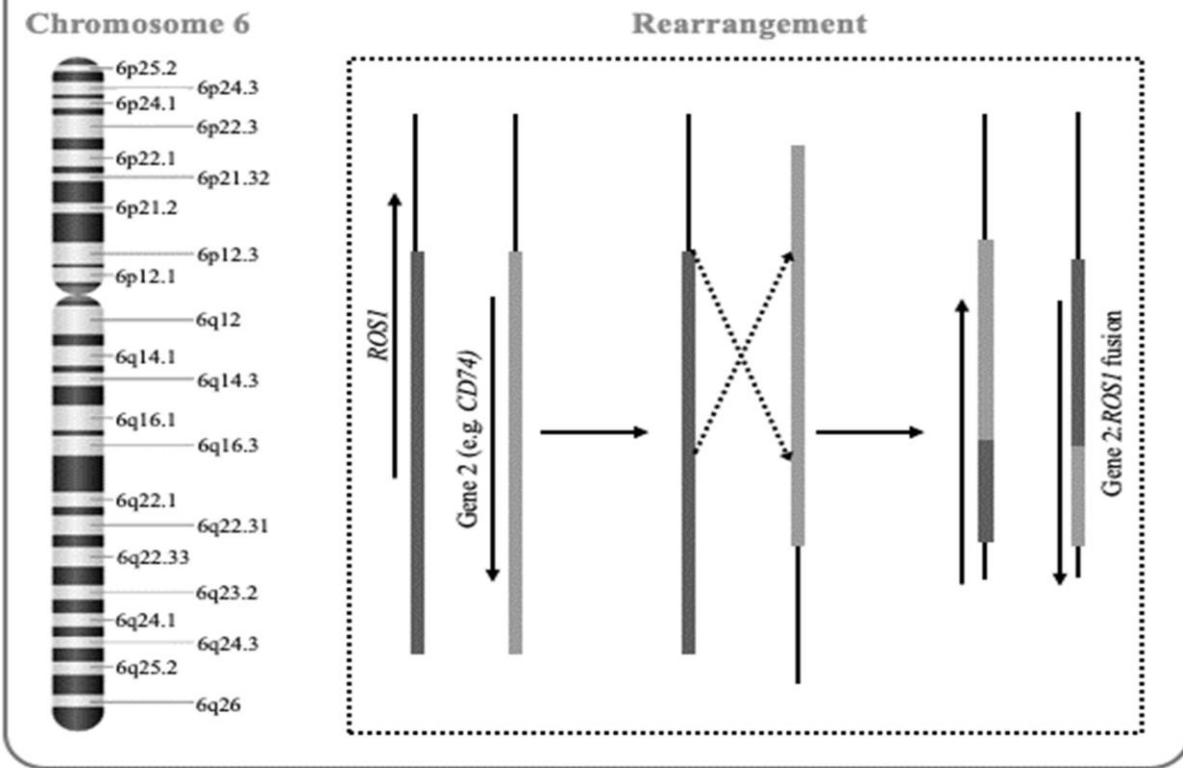 Chromosome 6
Rearrangement
6p25.2
6p24.3
6p24.1
6p22.3
6p22.1
6p21.32
6p21.2
6p12.3
6p12.1
6q12
6q14.1
6q14.3
6q16.1
6q16.3
6q22.1
6q22.31
6q22.33
6q23.2
6q24.1
6q24.3
6q25.2
6q26
ROS1
Gene 2 (e.g. CD74)
Gene 2:ROS1 fusion